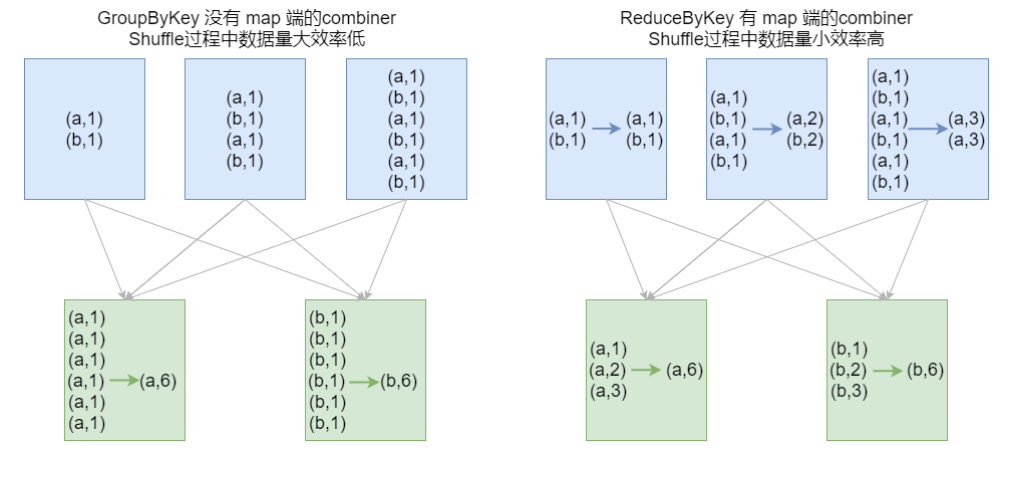 GroupByKey 没有 map 端的combiner
Shuffle过程中数据量大效率低
(a,1)
(b,1)
(a,1)
(b,1)
(a,1)
(b,1)
(a,1)
(b,1)
(a,1)
(b,1)
(a,1)
(b,1)
(a,1)
(a,1)
(a,1)
(a,1) (a,6)
(a,1)
(a,1)
(b,1)
(b,1)
(b,1)
(b,1) (b,6)
(b,1)
(b,1)
ReduceByKey 有 map 端的combiner
Shuffle过程中数据量小效率高
(a,1) (a,1)
(b,1) (b,1)
(a,1)
(b,1) (a,2)
(a,1) (b,2)
(b,1)
(a,1)
(b,1)
(a,1) (a,3)
(b,1) (a,3)
(a,1)
(b,1)
(a,1)
(a,2) (a,6)
(a,3)
(b,1)
(b,2) (b,6)
(b,3)